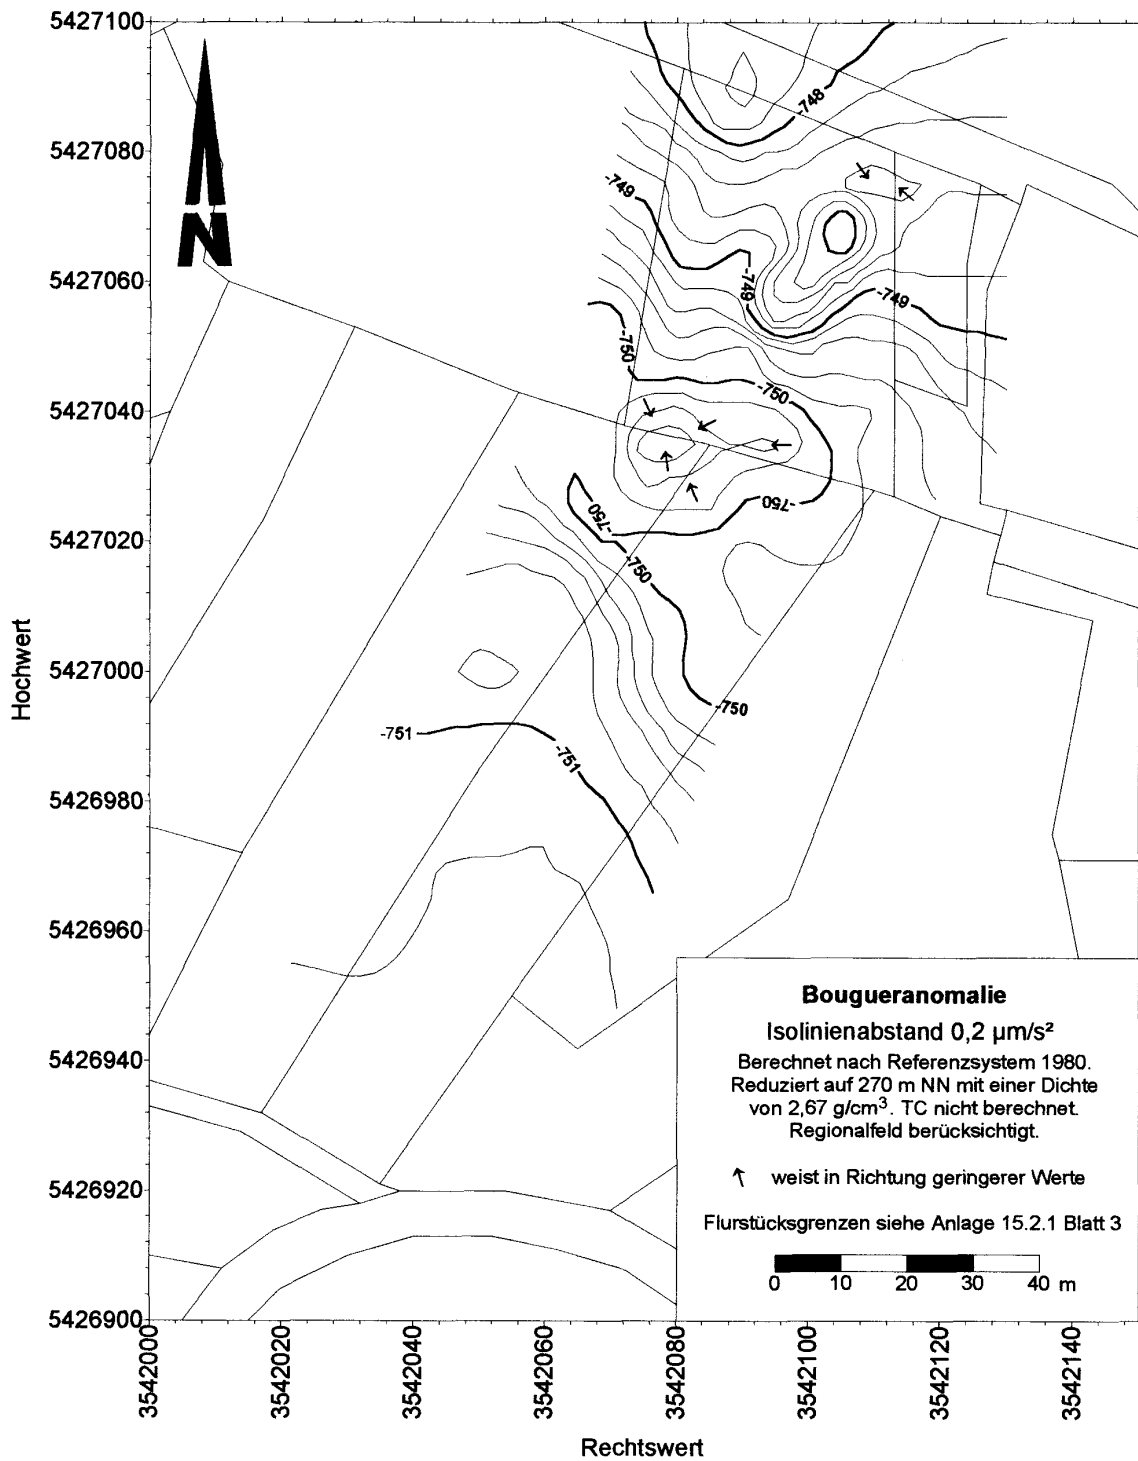 5427100
5427080
5427060
5427040
5427020
5427000
5426980
5426960
5426940
5426920
5426900
Hochwert
N
-748
-749
-749
-749
-750
-750
-750
-750
-750
-750
-751
-751
Bougueranomalie
Isolinienabstand 0,2 µm/s²
Berechnet nach Referenzsystem 1980.
Reduziert auf 270 m NN mit einer Dichte
von 2,67 g/cm³. TC nicht berechnet.
Regionalfeld berücksichtigt.
weist in Richtung geringerer Werte
Flurstücksgrenzen siehe Anlage 15.2.1 Blatt 3
0 10 20 30 40 m
3542000 3542020 3542040 3542060 3542080 3542100 3542120 3542140
Rechtswert